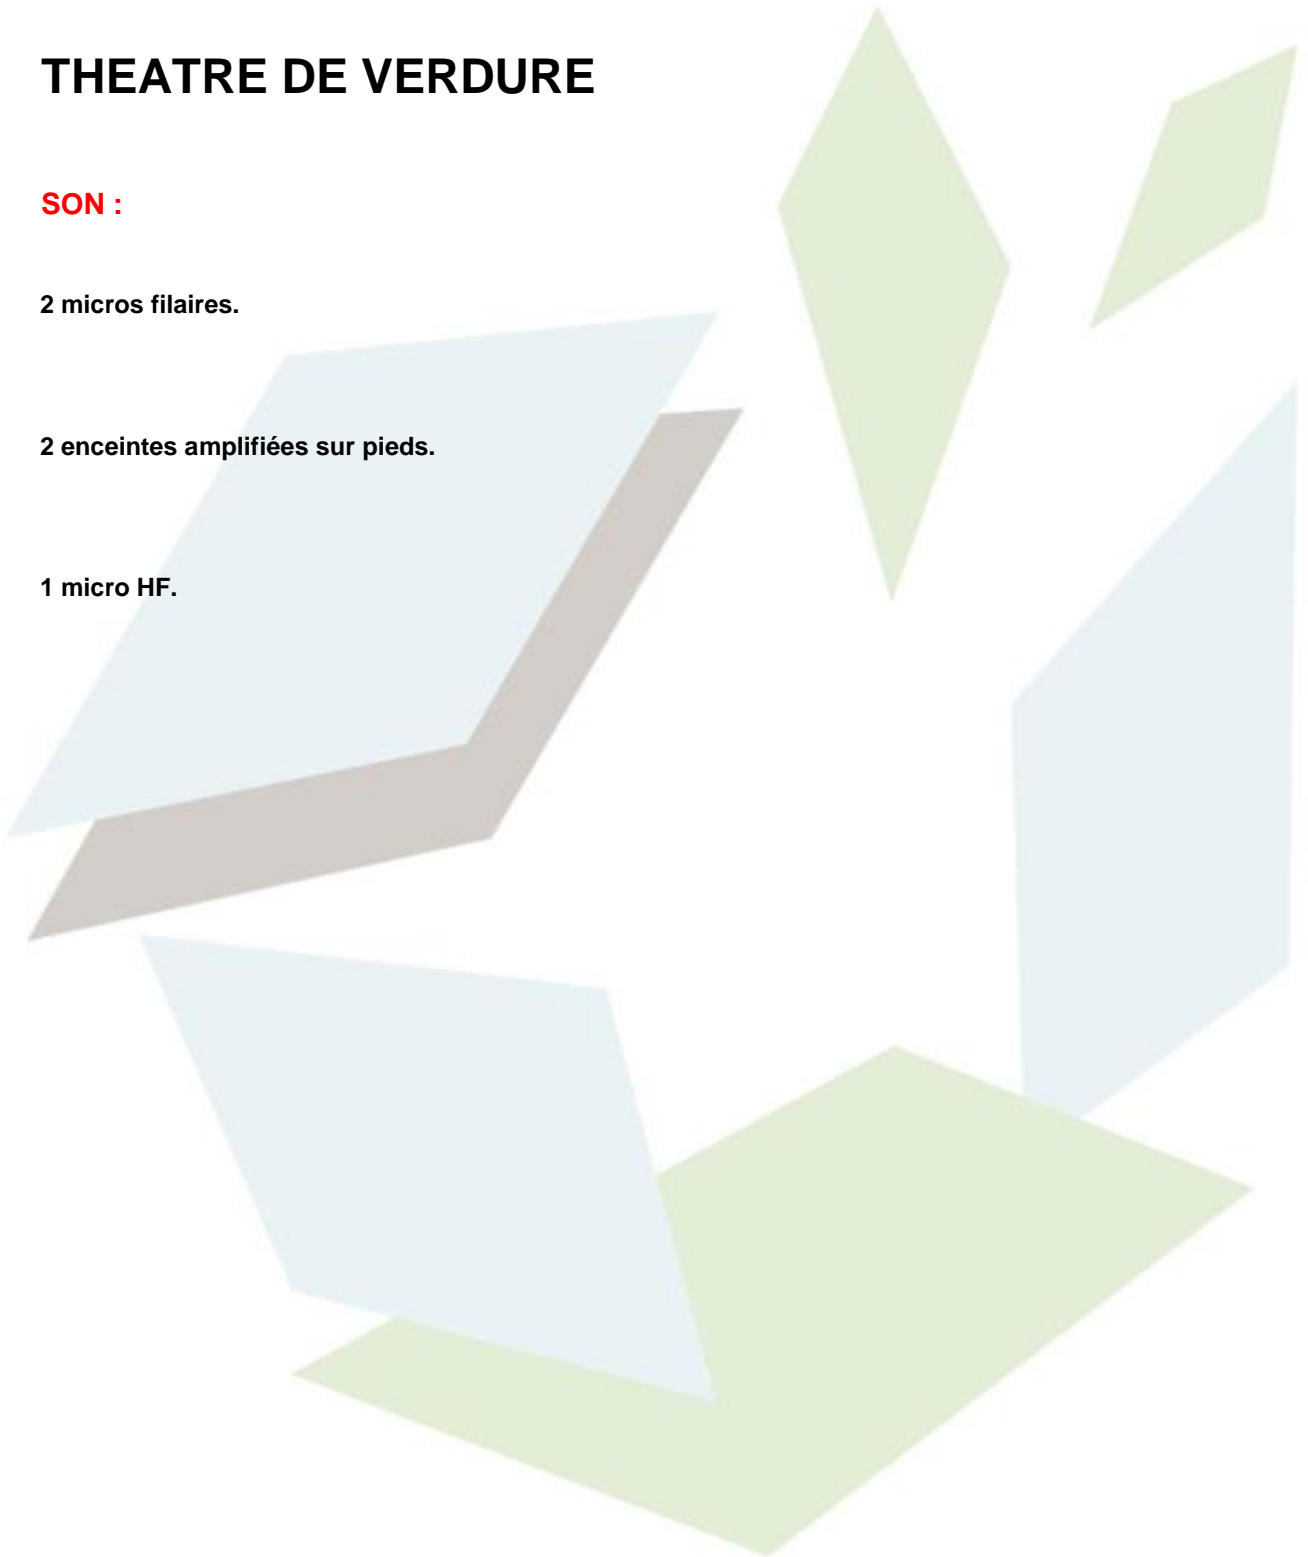 THEATRE DE VERDURE
SON :
2 micros filaires.
2 enceintes amplifiées sur pieds.
1 micro HF.